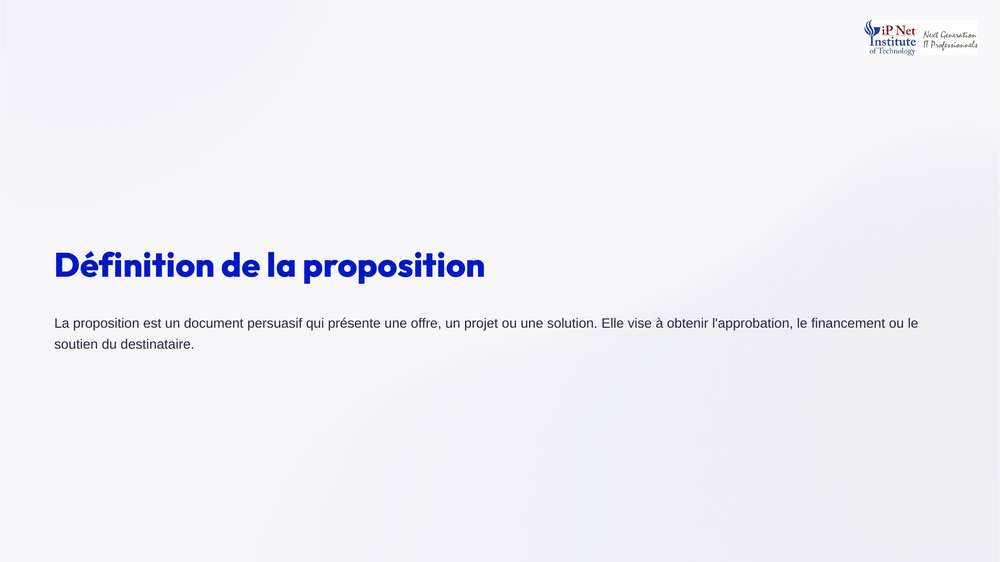 iP Net
Institute
of Technology
Next Generation
IT Professionnels
Définition de la proposition
La proposition est un document persuasif qui présente une offre, un projet ou une solution. Elle vise à obtenir l'approbation, le financement ou le
soutien du destinataire.